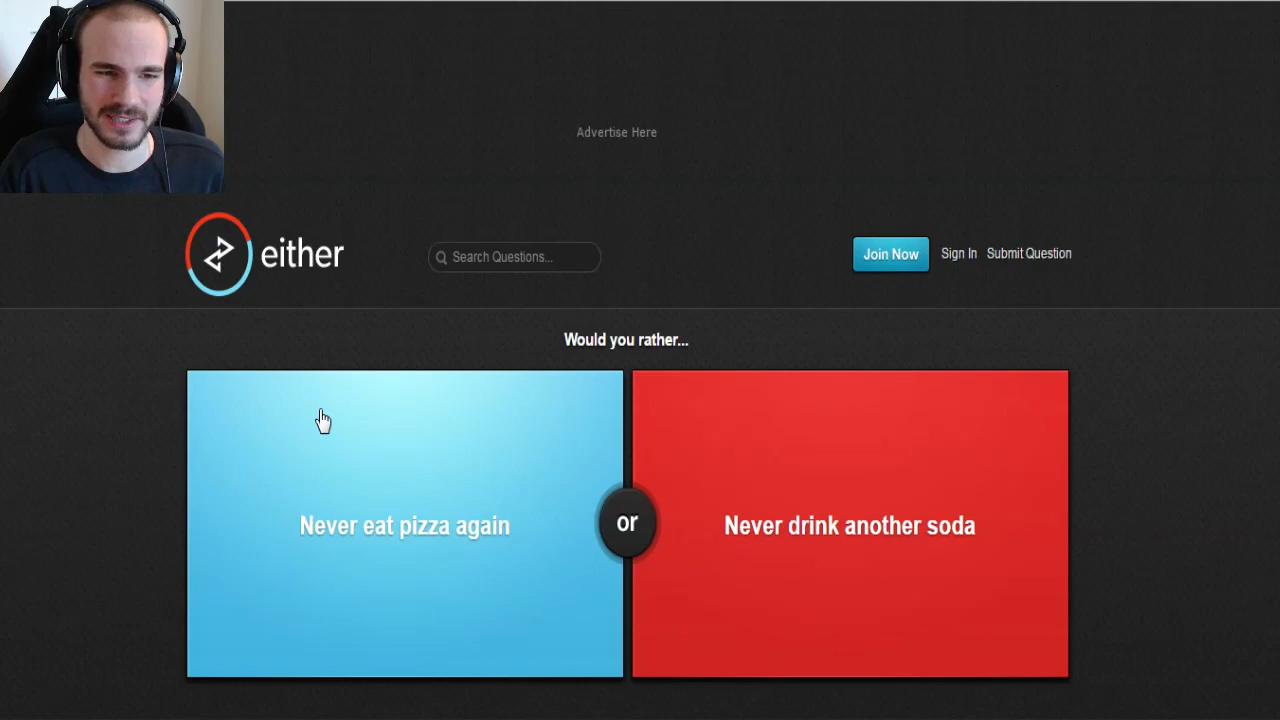 Advertise Here
either
Search Questions...
Join Now
Sign In
Submit Question
Would you rather...
Never eat pizza again
or
Never drink another soda